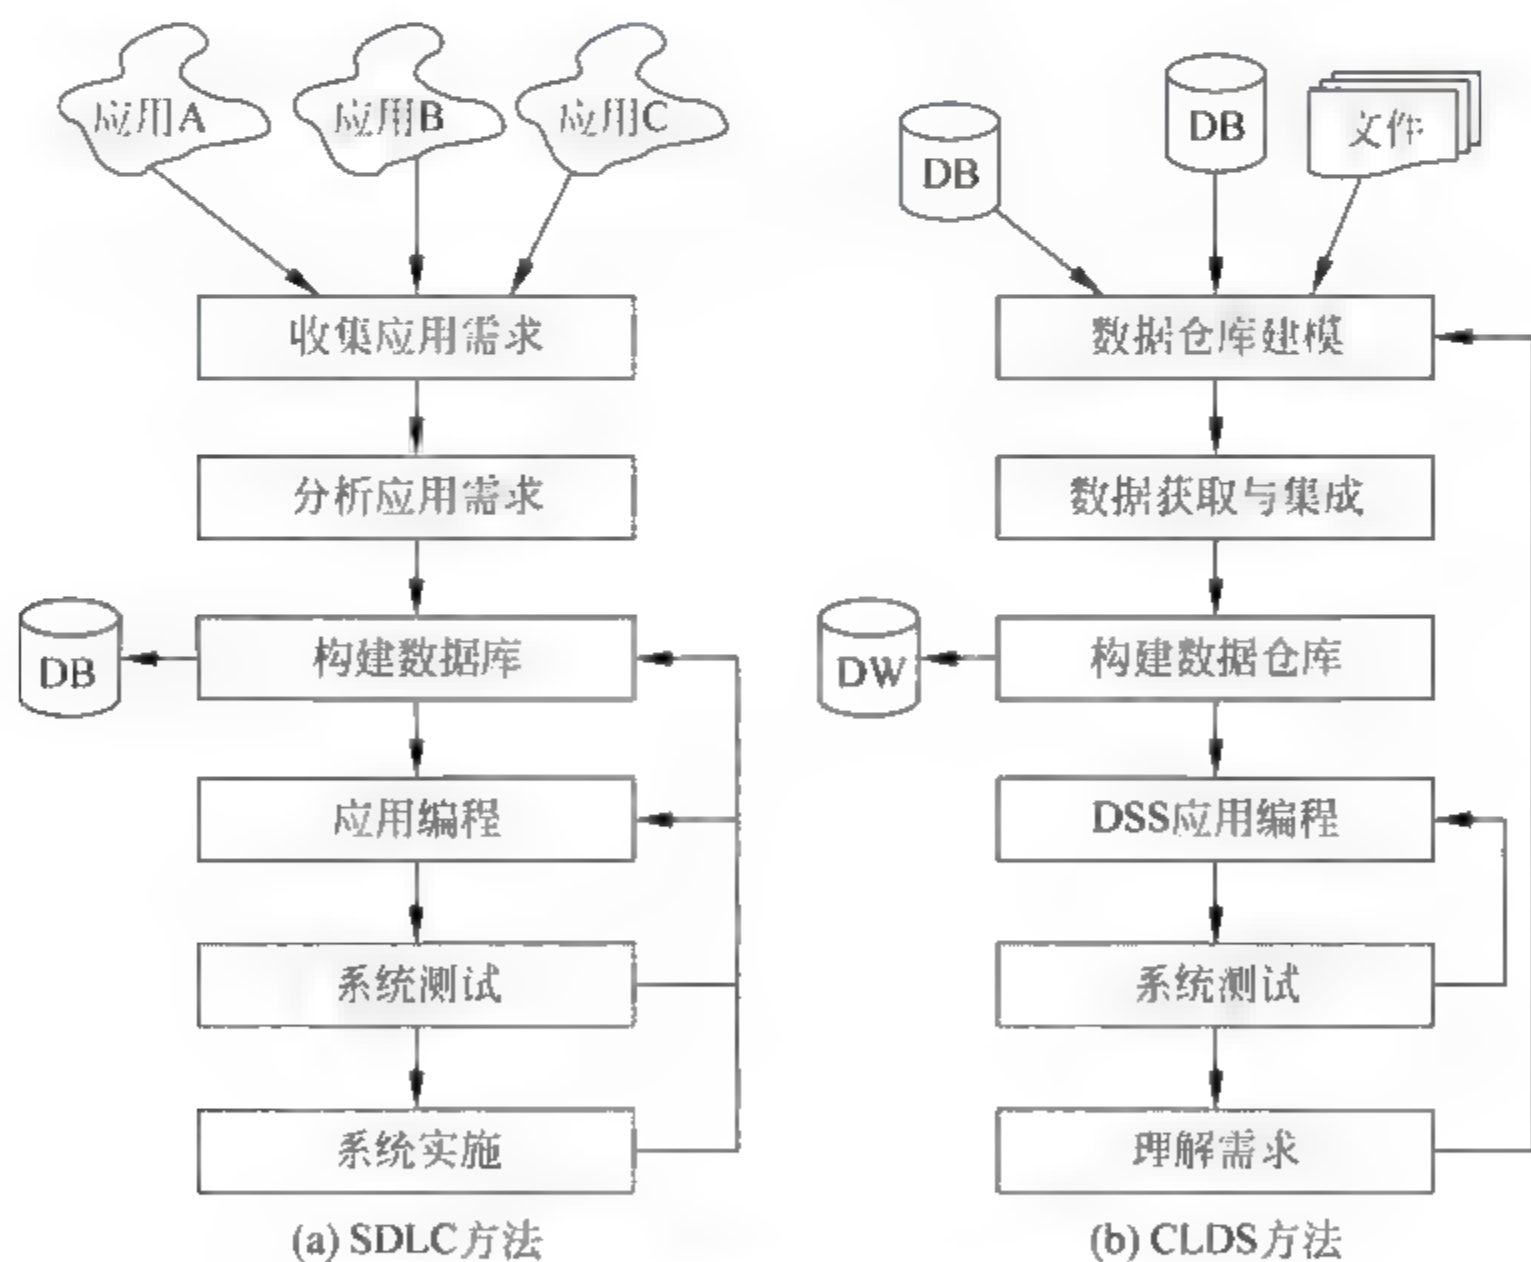 应用A
应用B
应用C
收集应用需求
分析应用需求
构建数据库
DB
应用编程
系统测试
系统实施
(a) SDLC方法
DB
DB
文件
数据仓库建模
数据获取与集成
构建数据仓库
DW
DSS应用编程
系统测试
理解需求
(b) CLDS方法